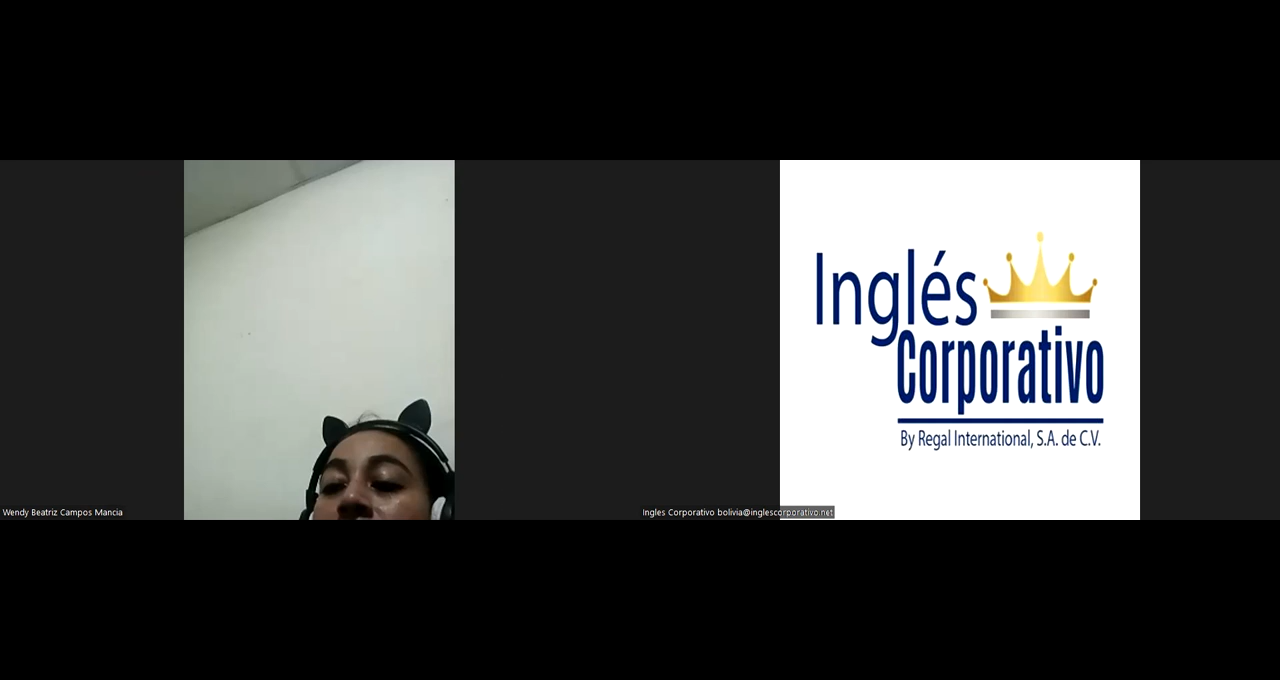 Inglés
Corporativo
By Regal International, S.A. de C.V.
Wendy Beatriz Campos Mancia
Ingles Corporativo bolivia@inglescorporativo.net